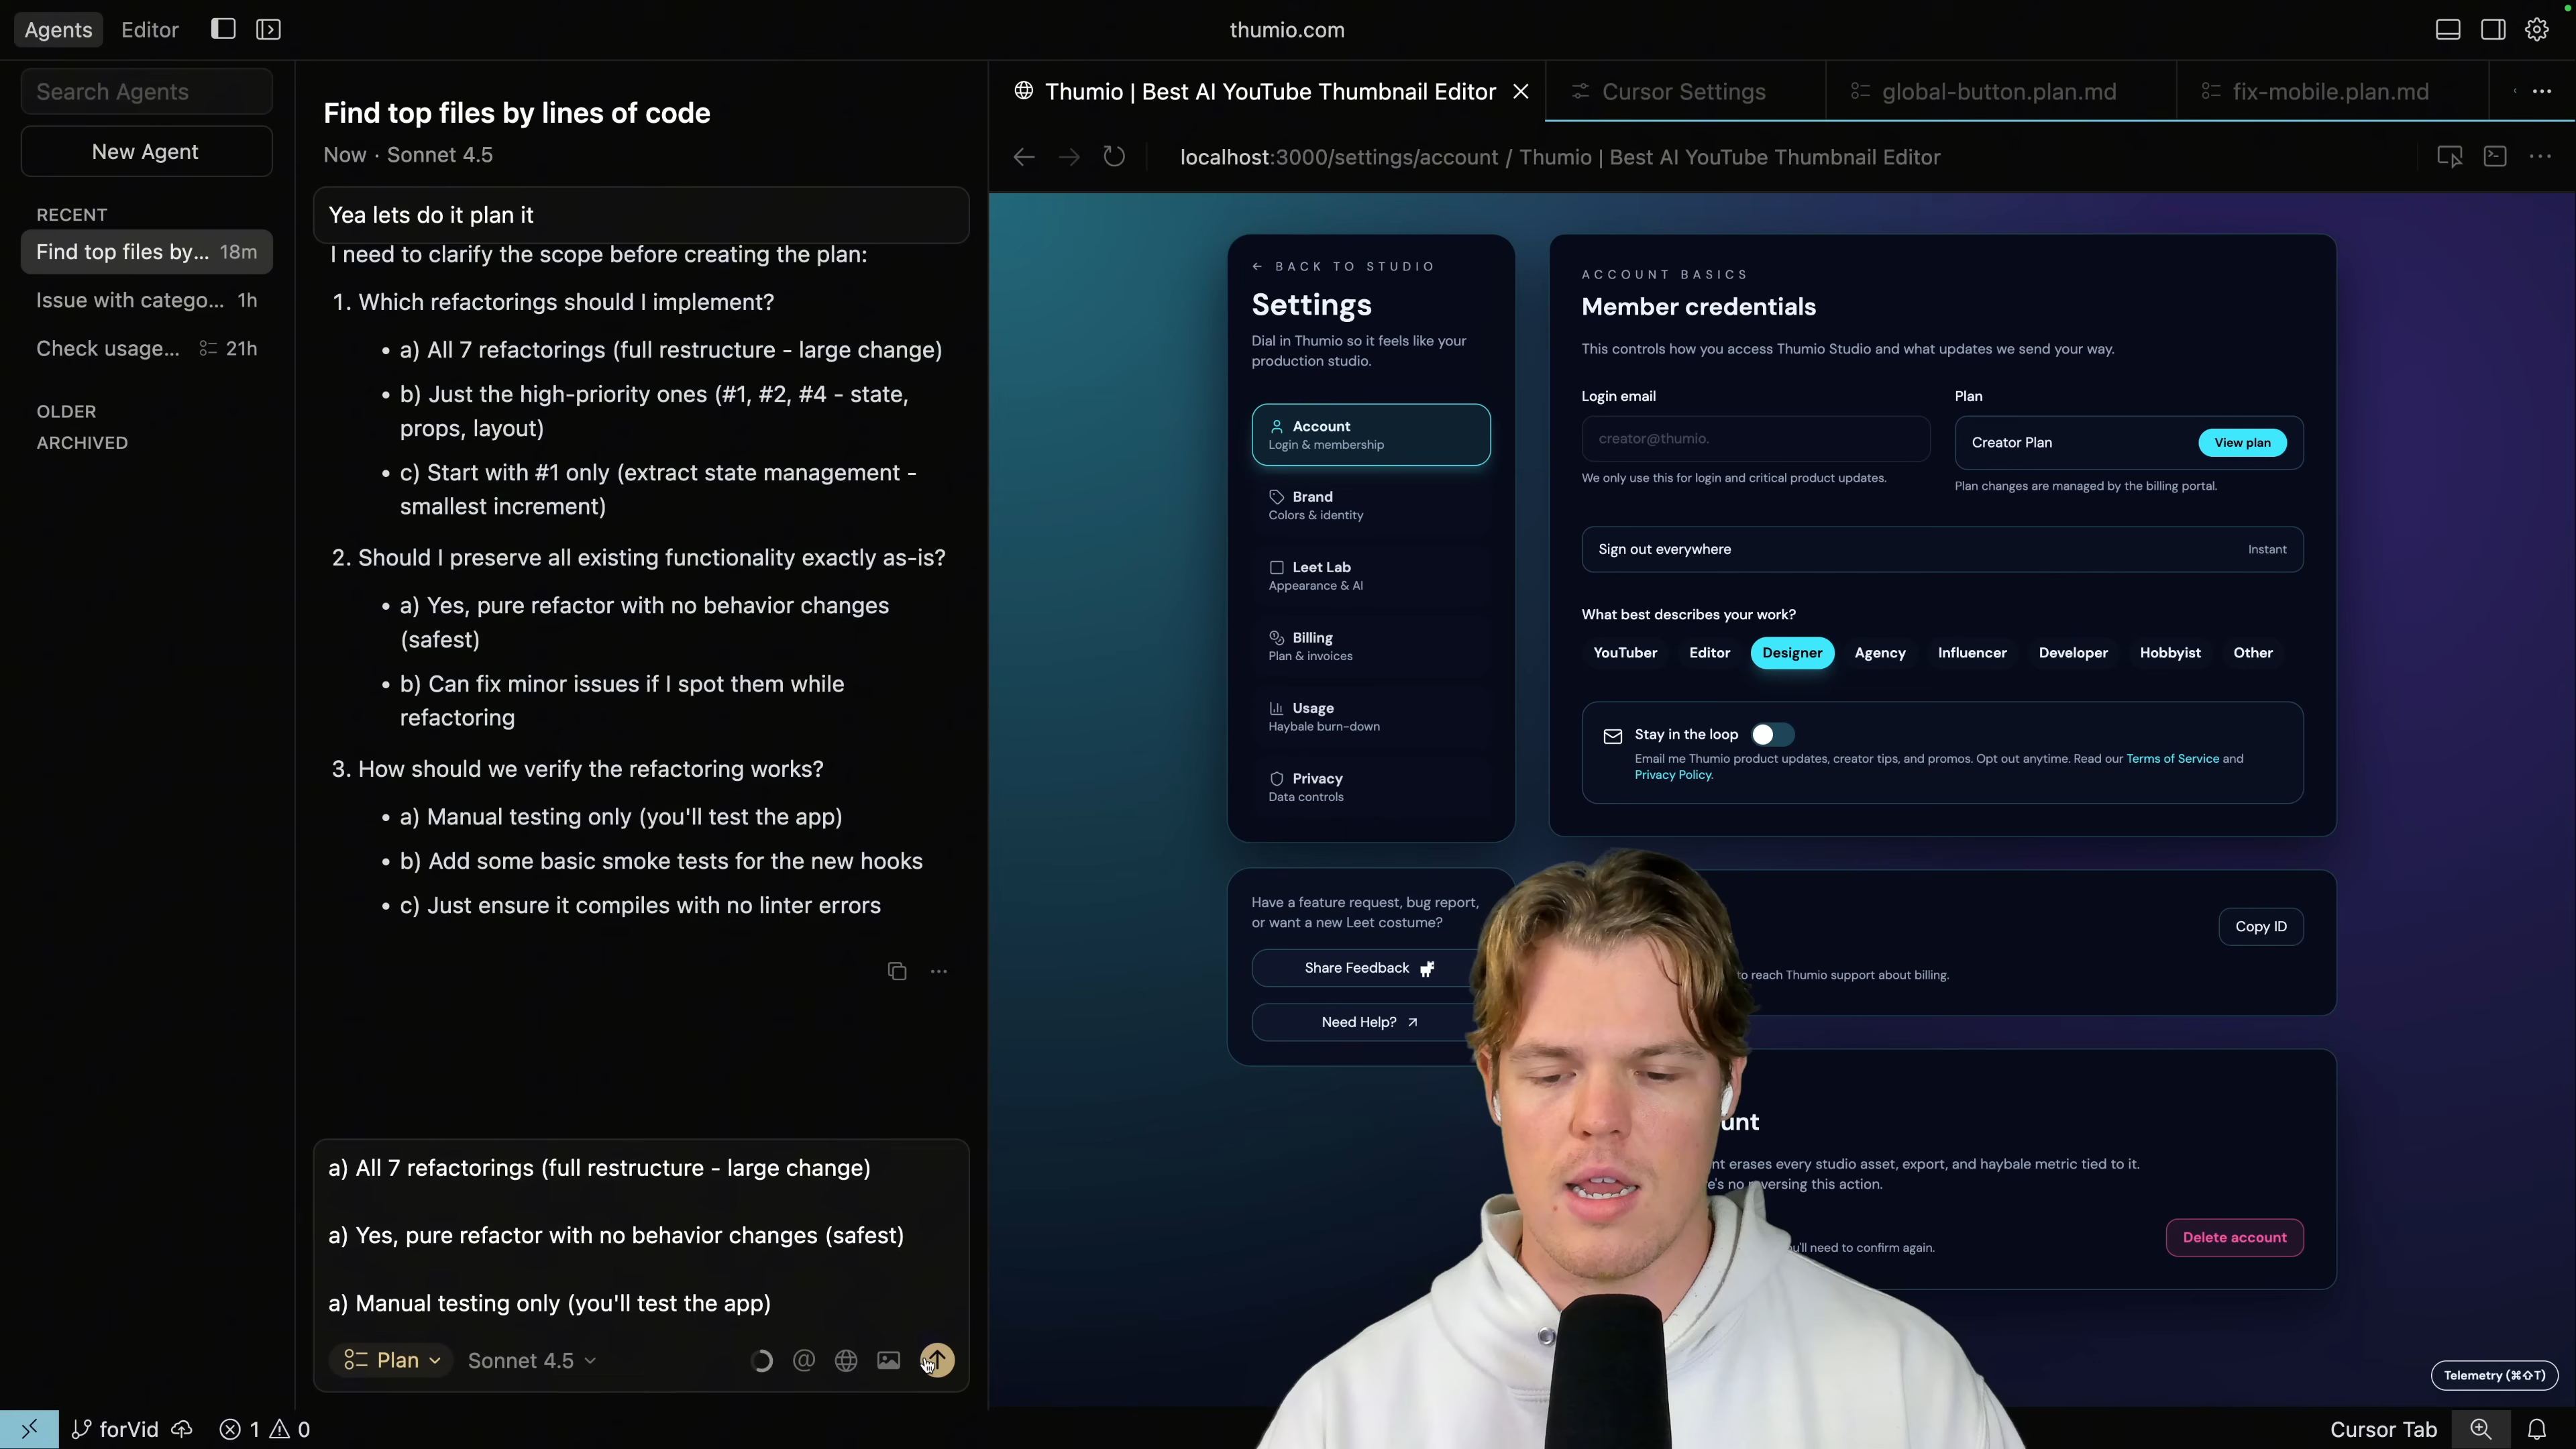 Agents
Editor
thumio.com
Search Agents
New Agent
RECENT
Find top files by... 18m
Issue with catego... 1h
Check usage... 21h
OLDER
ARCHIVED
Find top files by lines of code
Now · Sonnet 4.5
Yea lets do it plan it
I need to clarify the scope before creating the plan:
1. Which refactorings should I implement?
• a) All 7 refactorings (full restructure - large change)
• b) Just the high-priority ones (#1, #2, #4 - state,
props, layout)
• c) Start with #1 only (extract state management -
smallest increment)
2. Should I preserve all existing functionality exactly as-is?
• a) Yes, pure refactor with no behavior changes
(safest)
• b) Can fix minor issues if I spot them while
refactoring
3. How should we verify the refactoring works?
• a) Manual testing only (you'll test the app)
• b) Add some basic smoke tests for the new hooks
• c) Just ensure it compiles with no linter errors
a) All 7 refactorings (full restructure - large change)
a) Yes, pure refactor with no behavior changes (safest)
a) Manual testing only (you'll test the app)
Plan
Sonnet 4.5
Thumio | Best AI YouTube Thumbnail Editor
Cursor Settings
global-button.plan.md
fix-mobile.plan.md
localhost:3000/settings/account / Thumio | Best AI YouTube Thumbnail Editor
← BACK TO STUDIO
Settings
Dial in Thumio so it feels like your
production studio.
Account
Login & membership
Brand
Colors & identity
Leet Lab
Appearance & AI
Billing
Plan & invoices
Usage
Haybale burn-down
Privacy
Data controls
Have a feature request, bug report,
or want a new Leet costume?
Share Feedback
Need Help?
ACCOUNT BASICS
Member credentials
This controls how you access Thumio Studio and what updates we send your way.
Login email
creator@thumio.
We only use this for login and critical product updates.
Plan
Creator Plan
View plan
Plan changes are managed by the billing portal.
Sign out everywhere
Instant
What best describes your work?
YouTuber
Editor
Designer
Agency
Influencer
Developer
Hobbyist
Other
Stay in the loop
Email me Thumio product updates, creator tips, and promos. Opt out anytime. Read our Terms of Service and
Privacy Policy.
Copy ID
to reach Thumio support about billing.
unt
nt erases every studio asset, export, and haybale metric tied to it.
e's no reversing this action.
u'll need to confirm again.
Delete account
Telemetry (⌘⇧T)
forVid
1
0
Cursor Tab